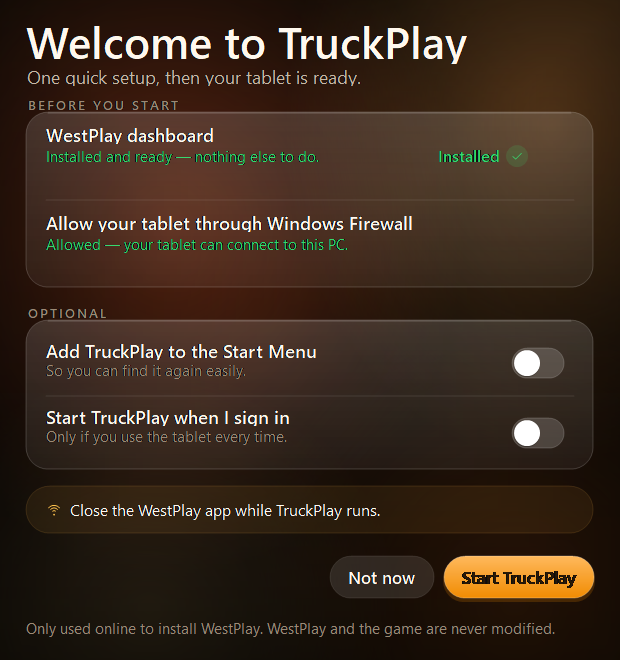 Welcome to TruckPlay
One quick setup, then your tablet is ready.
BEFORE YOU START
WestPlay dashboard
Installed and ready — nothing else to do.
Installed
Allow your tablet through Windows Firewall
Allowed — your tablet can connect to this PC.
OPTIONAL
Add TruckPlay to the Start Menu
So you can find it again easily.
Start TruckPlay when I sign in
Only if you use the tablet every time.
Close the WestPlay app while TruckPlay runs.
Not now
Start TruckPlay
Only used online to install WestPlay. WestPlay and the game are never modified.